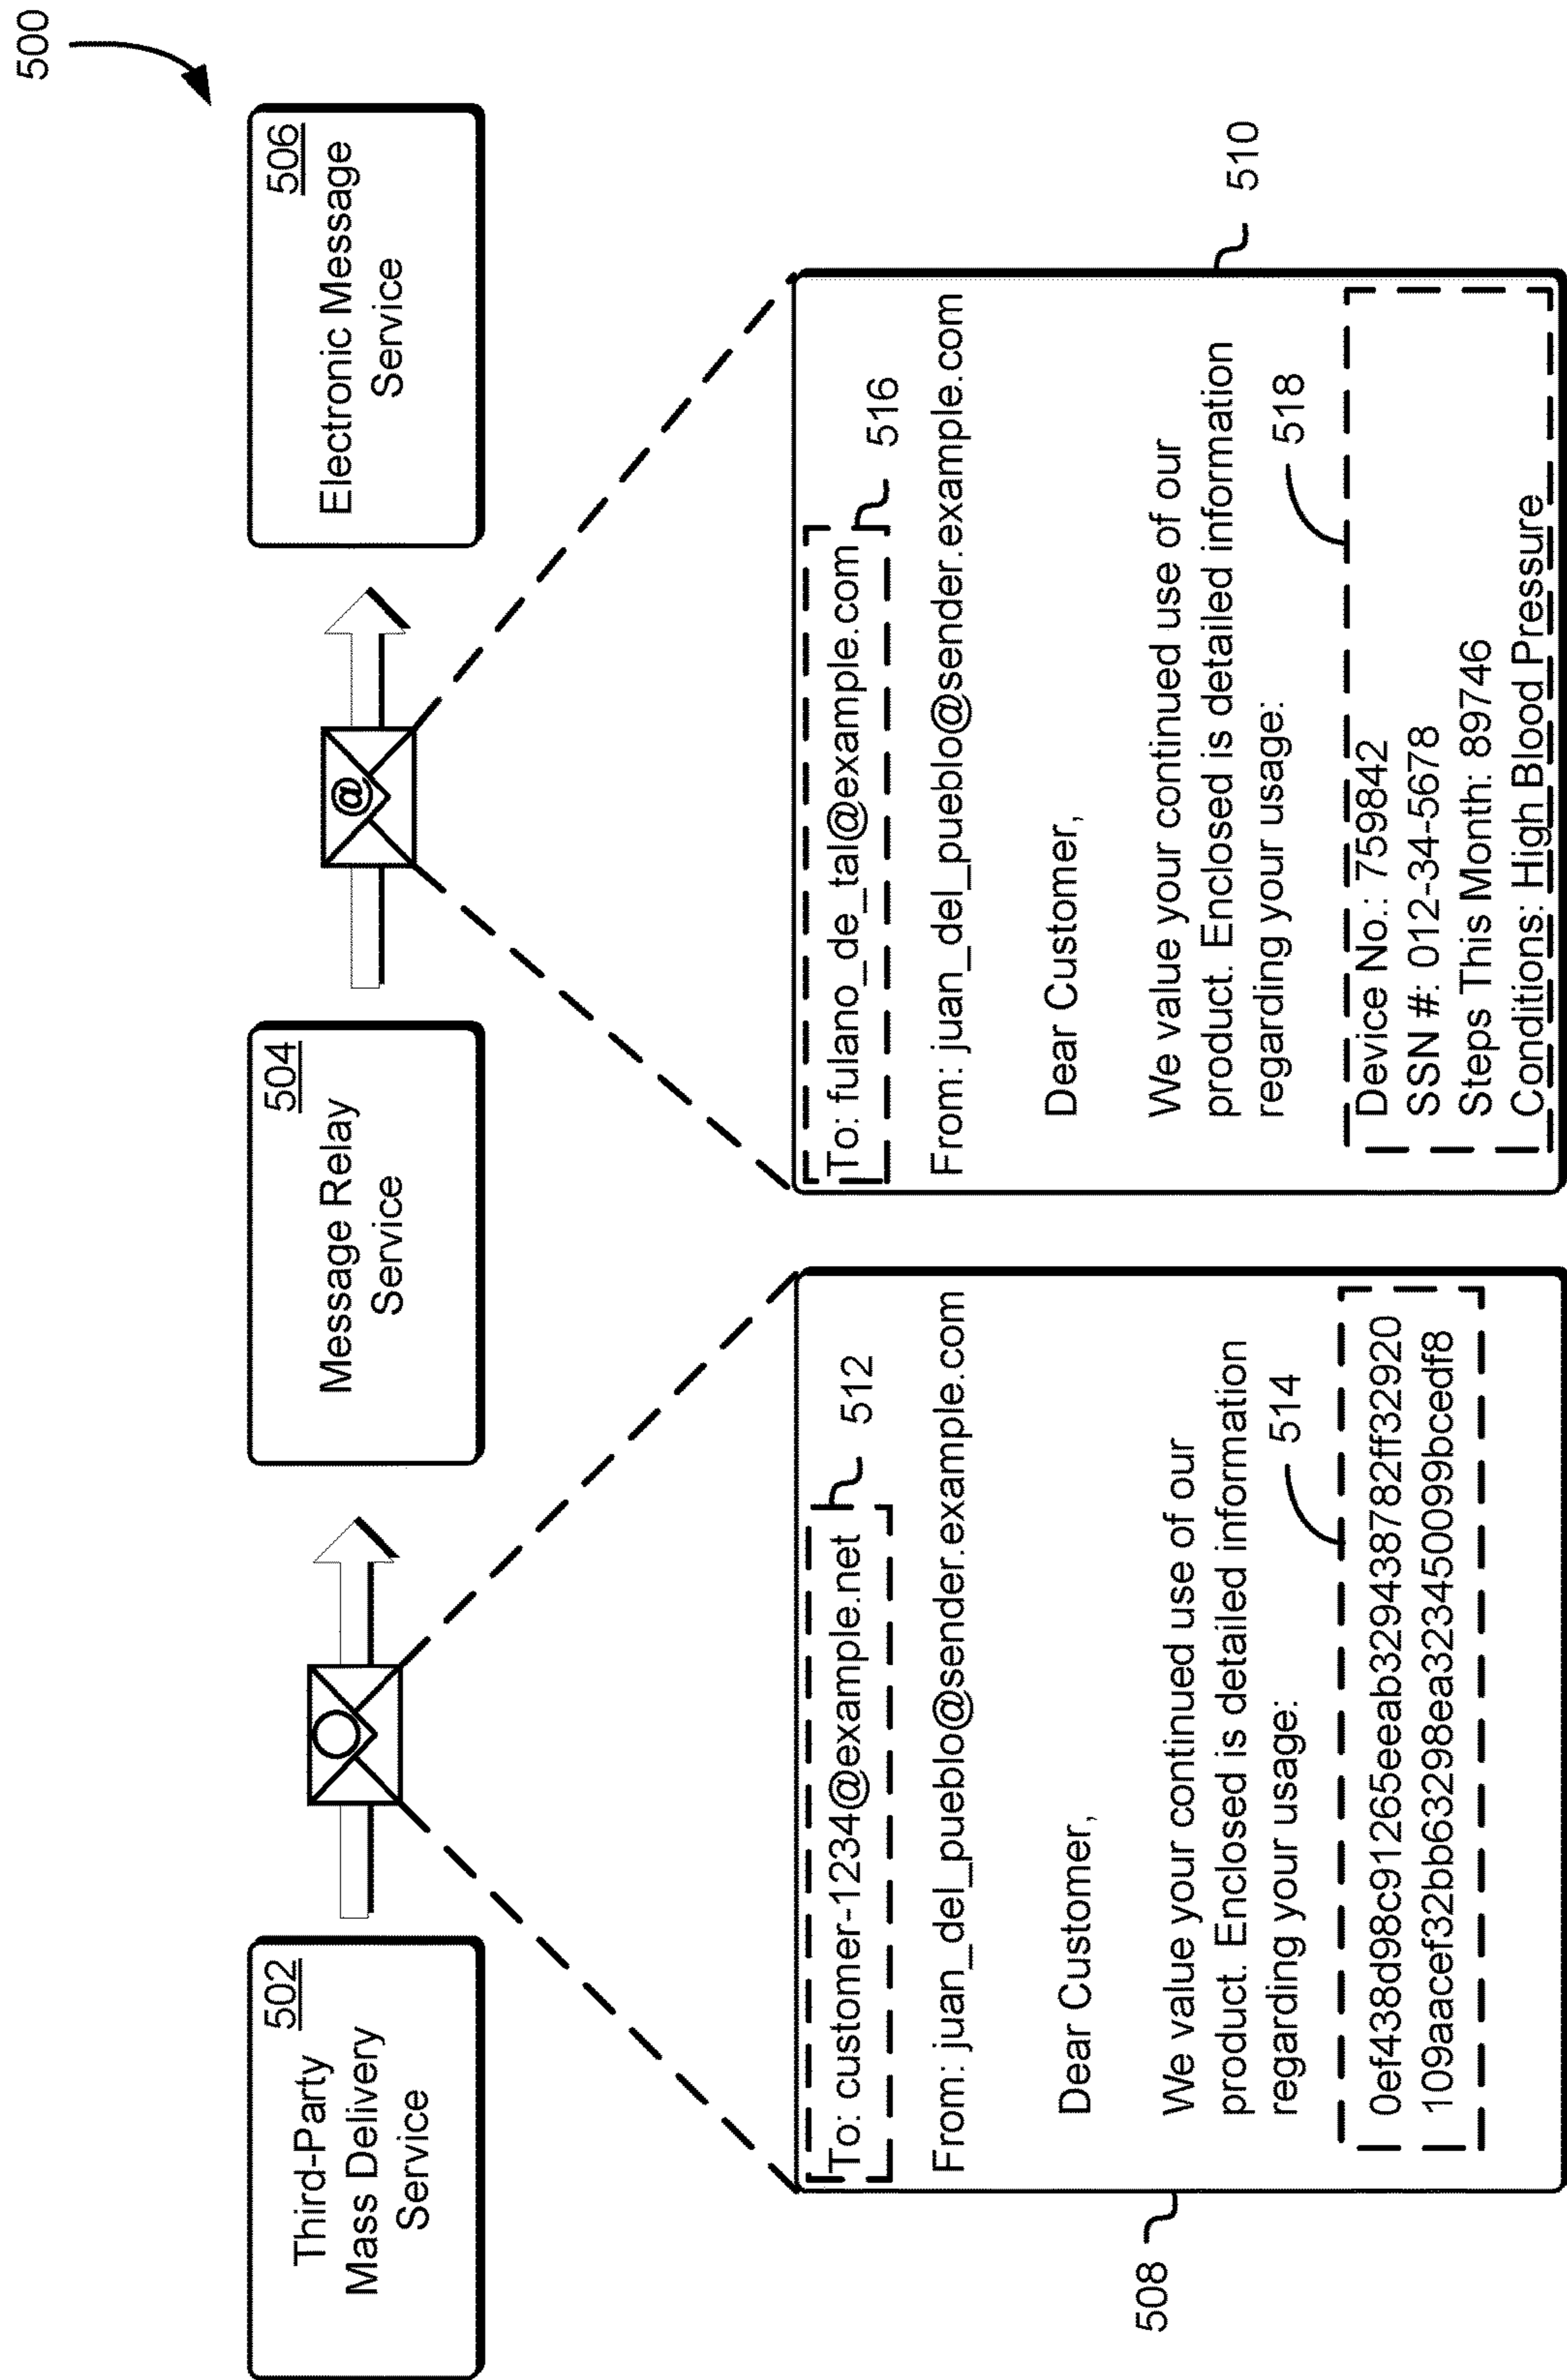 500
502
Third-Party
Mass Delivery
Service
504
Message Relay
Service
506
Electronic Message
Service
@
508
To: customer-1234@example.net
512
From: juan_del_pueblo@sender.example.com
Dear Customer,
We value your continued use of our
product. Enclosed is detailed information
regarding your usage:
514
0ef438d98c91265eeab329438782ff32920
109aacef32bb63298ea323450099bcedf8
510
To: fulano_de_tal@example.com
516
From: juan_del_pueblo@sender.example.com
Dear Customer,
We value your continued use of our
product. Enclosed is detailed information
regarding your usage:
518
Device No.: 759842
SSN #: 012-34-5678
Steps This Month: 89746
Conditions: High Blood Pressure